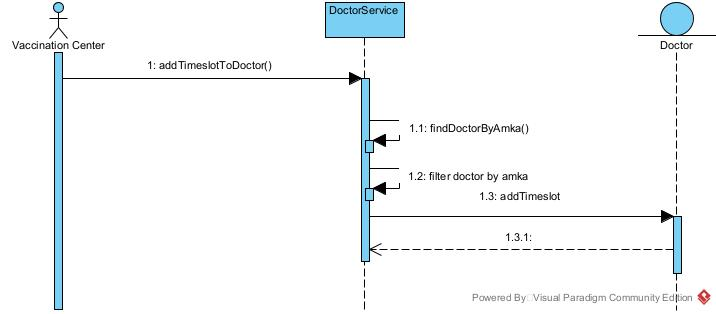 DoctorService
Vaccination Center
Doctor
1: addTimeslotToDoctor()
1.1: findDoctorByAmka()
1.2: filter doctor by amka
1.3: addTimeslot
1.3.1:
Powered By Visual Paradigm Community Edition